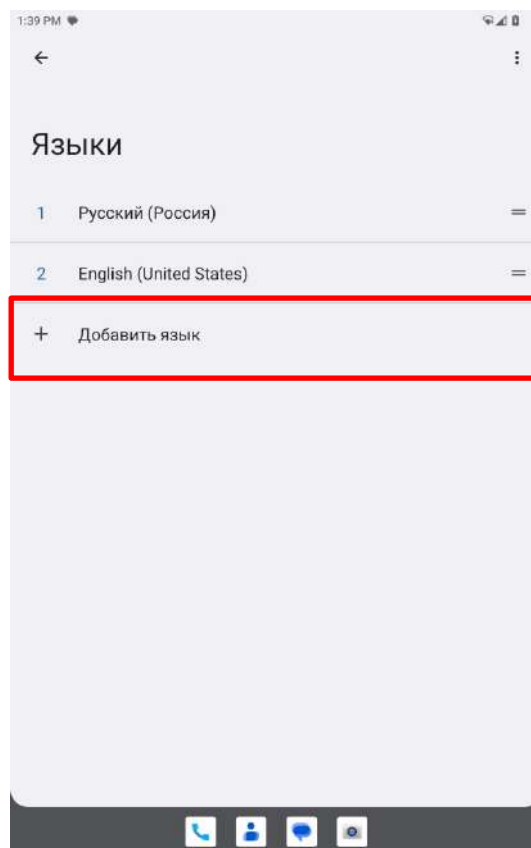 1:39 PM
Языки
1 Русский (Россия)
2 English (United States)
+ Добавить язык